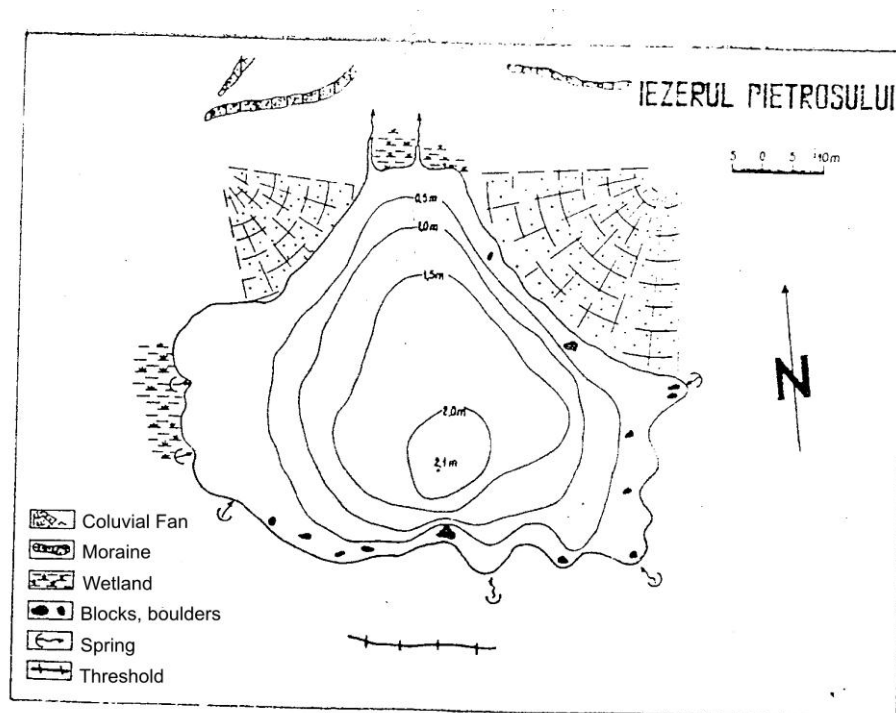 IEZERUL PIETROSULUI
5 0 5 10m
0,5m
1,0m
1,5m
2,0m
2,1m
N
Coluvial Fan
Moraine
Wetland
Blocks, boulders
Spring
Threshold